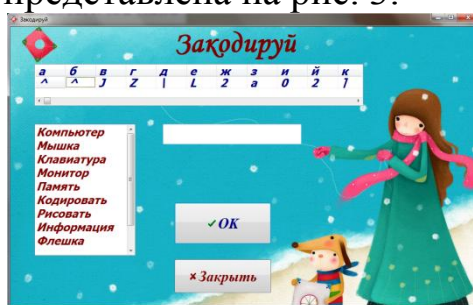 представлена на рис. 3.
Закодируй
Закодируй
а б в г д е ж з и й к
^ ^ J Z | L 2 a 0 2 7
Компьютер
Мышка
Клавиатура
Монитор
Память
Кодировать
Рисовать
Информация
Флешка
OK
Закрыть